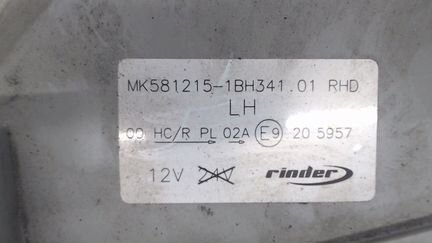 MK581215-1BH341.01 RHD
LH
00 HC/R PL 02A E9 20 5957
12V 24V rinder